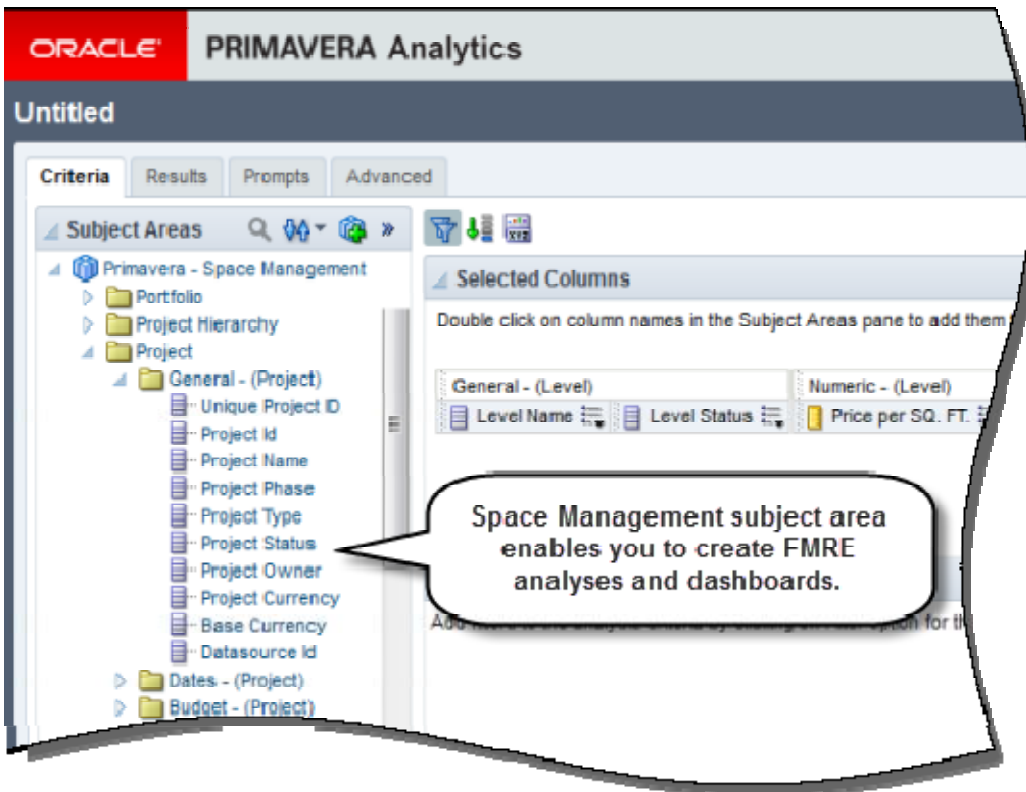 ORACLE' PRIMAVERA Analytics
Untitled
Criteria Results Prompts Advanced
Subject Areas
Primavera - Space Management
Portfolio
Project Hierarchy
Project
General - (Project)
Unique Project ID
Project Id
Project Name
Project Phase
Project Type
Project Status
Project Owner
Project Currency
Base Currency
Datasource Id
Dates - (Project)
Budget - (Project)
Selected Columns
Double click on column names in the Subject Areas pane to add them
General - (Level) Numeric - (Level)
Level Name Level Status Price per SQ. FT.
Space Management subject area
enables you to create FMRE
analyses and dashboards.
for